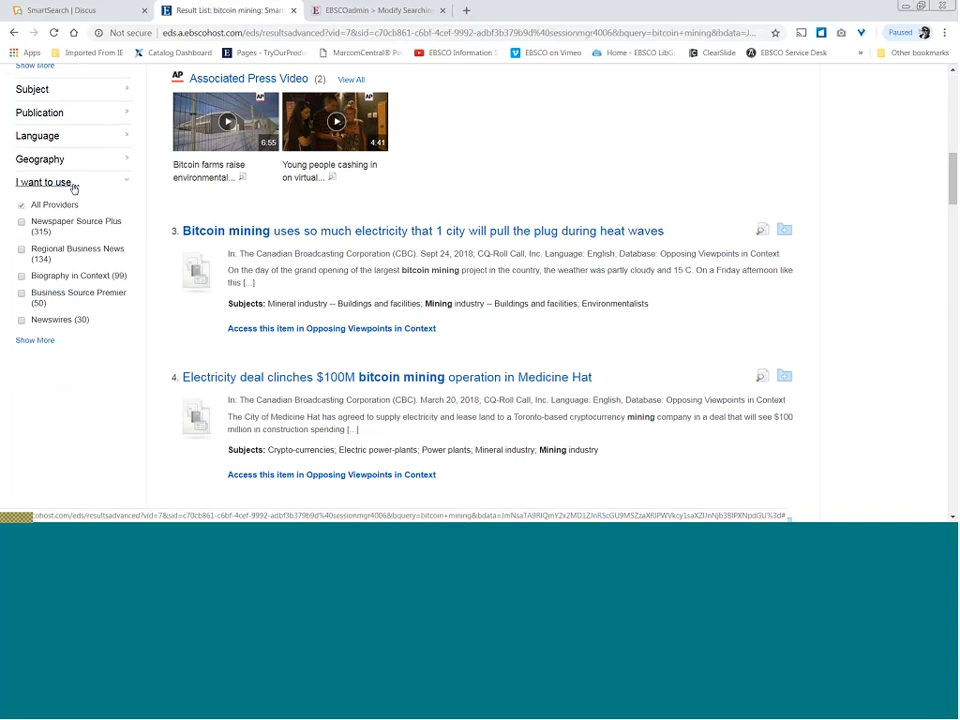 SmartSearch | Discus
Result List: bitcoin mining: Smart
EBSCOadmin > Modify Searching
Not secure | eds.a.ebscohost.com/eds/resultsadvanced?vid=7&sid=c70cb861-c6bf-4cef-9992-adbf3b379b9d%40sessionmgr4006&bquery=bitcoin+mining&bdata=J...
Paused
Apps
Imported From IE
Catalog Dashboard
Pages - TryOurProdu
MarcomCentral® Po
EBSCO Information S
EBSCO on Vimeo
Home - EBSCO LibG
ClearSlide
EBSCO Service Desk
»
Other bookmarks
Show More
Subject
Publication
Language
Geography
I want to use...
All Providers
Newspaper Source Plus
(315)
Regional Business News
(134)
Biography in Context (99)
Business Source Premier
(50)
Newswires (30)
Show More
AP Associated Press Video (2) View All
AP
6:55
AP
4:41
Bitcoin farms raise
environmental...
Young people cashing in
on virtual...
3. Bitcoin mining uses so much electricity that 1 city will pull the plug during heat waves
In: The Canadian Broadcasting Corporation (CBC). Sept 24, 2018; CQ-Roll Call, Inc. Language: English, Database: Opposing Viewpoints in Context
On the day of the grand opening of the largest bitcoin mining project in the country, the weather was partly cloudy and 15 C. On a Friday afternoon like
this [...]
Subjects: Mineral industry -- Buildings and facilities; Mining industry -- Buildings and facilities; Environmentalists
Access this item in Opposing Viewpoints in Context
4. Electricity deal clinches $100M bitcoin mining operation in Medicine Hat
In: The Canadian Broadcasting Corporation (CBC). March 20, 2018; CQ-Roll Call, Inc. Language: English, Database: Opposing Viewpoints in Context
The City of Medicine Hat has agreed to supply electricity and lease land to a Toronto-based cryptocurrency mining company in a deal that will see $100
million in construction spending [...]
Subjects: Crypto-currencies; Electric power-plants; Power plants; Mineral industry; Mining industry
Access this item in Opposing Viewpoints in Context